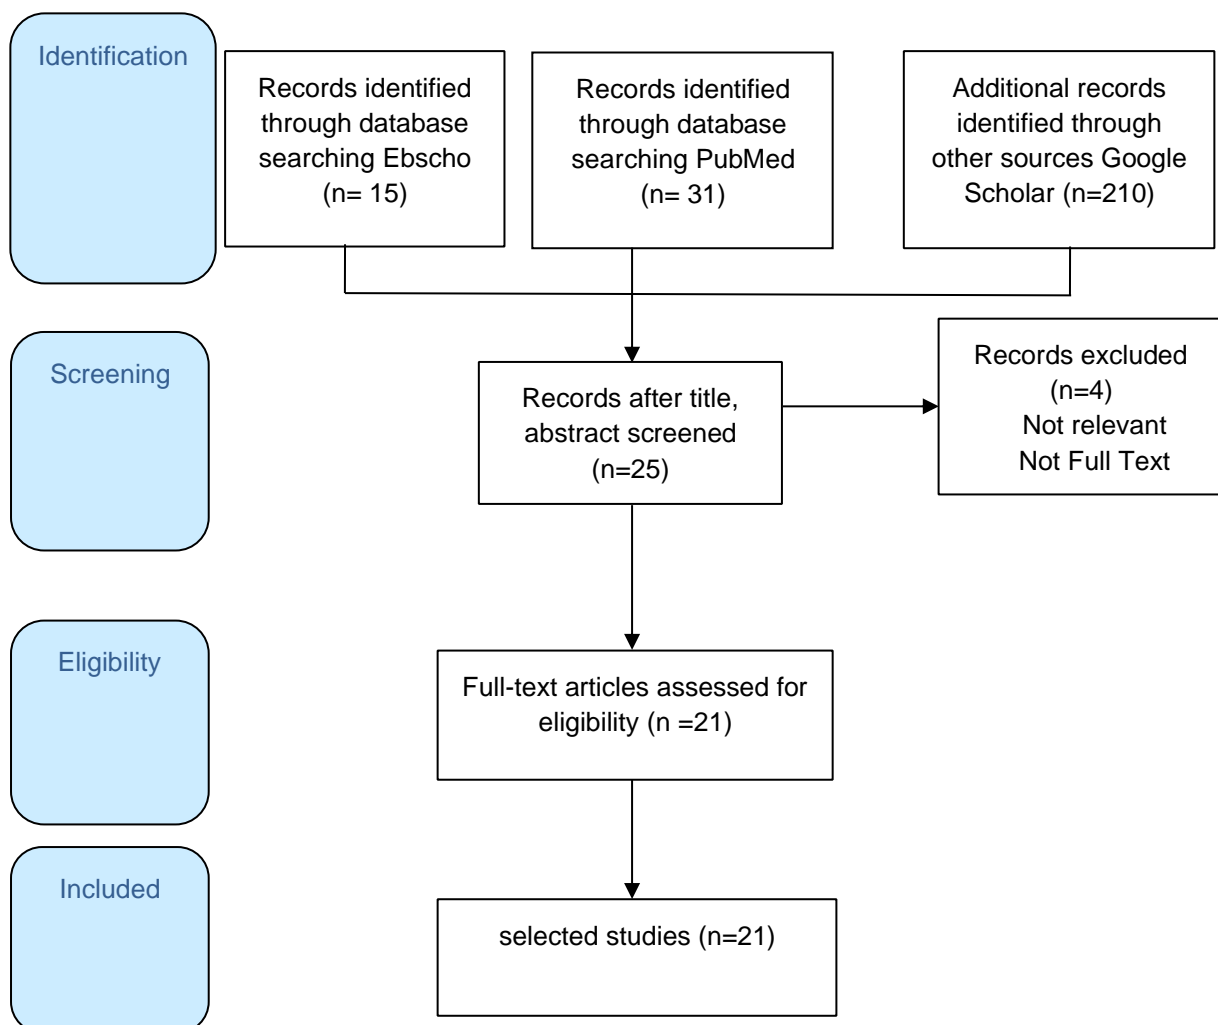 Identification
Records identified
through database
searching Ebscho
(n= 15)
Records identified
through database
searching PubMed
(n= 31)
Additional records
identified through
other sources Google
Scholar (n=210)
Screening
Records after title,
abstract screened
(n=25)
Records excluded
(n=4)
Not relevant
Not Full Text
Eligibility
Full-text articles assessed for
eligibility (n =21)
Included
selected studies (n=21)